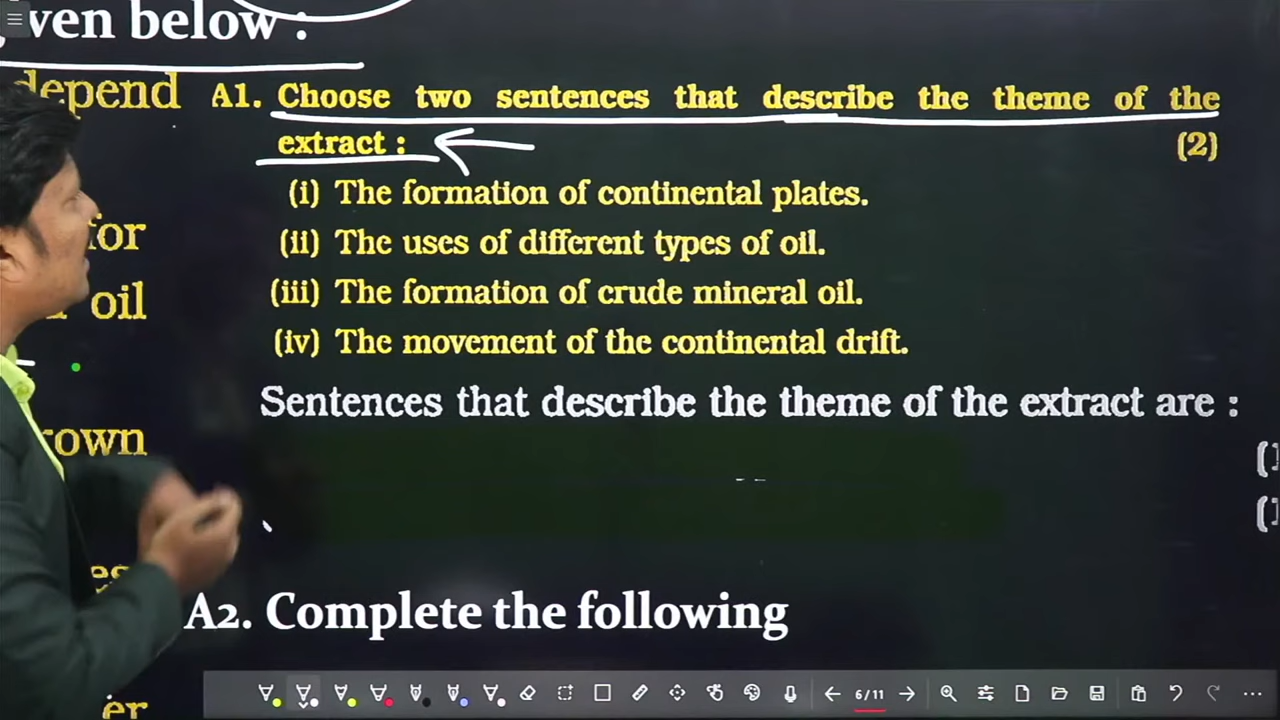 given below :
depend
A1. Choose two sentences that describe the theme of the
extract :
(2)
(i) The formation of continental plates.
for
(ii) The uses of different types of oil.
oil
(iii) The formation of crude mineral oil.
(iv) The movement of the continental drift.
Sentences that describe the theme of the extract are :
A2. Complete the following
6/11